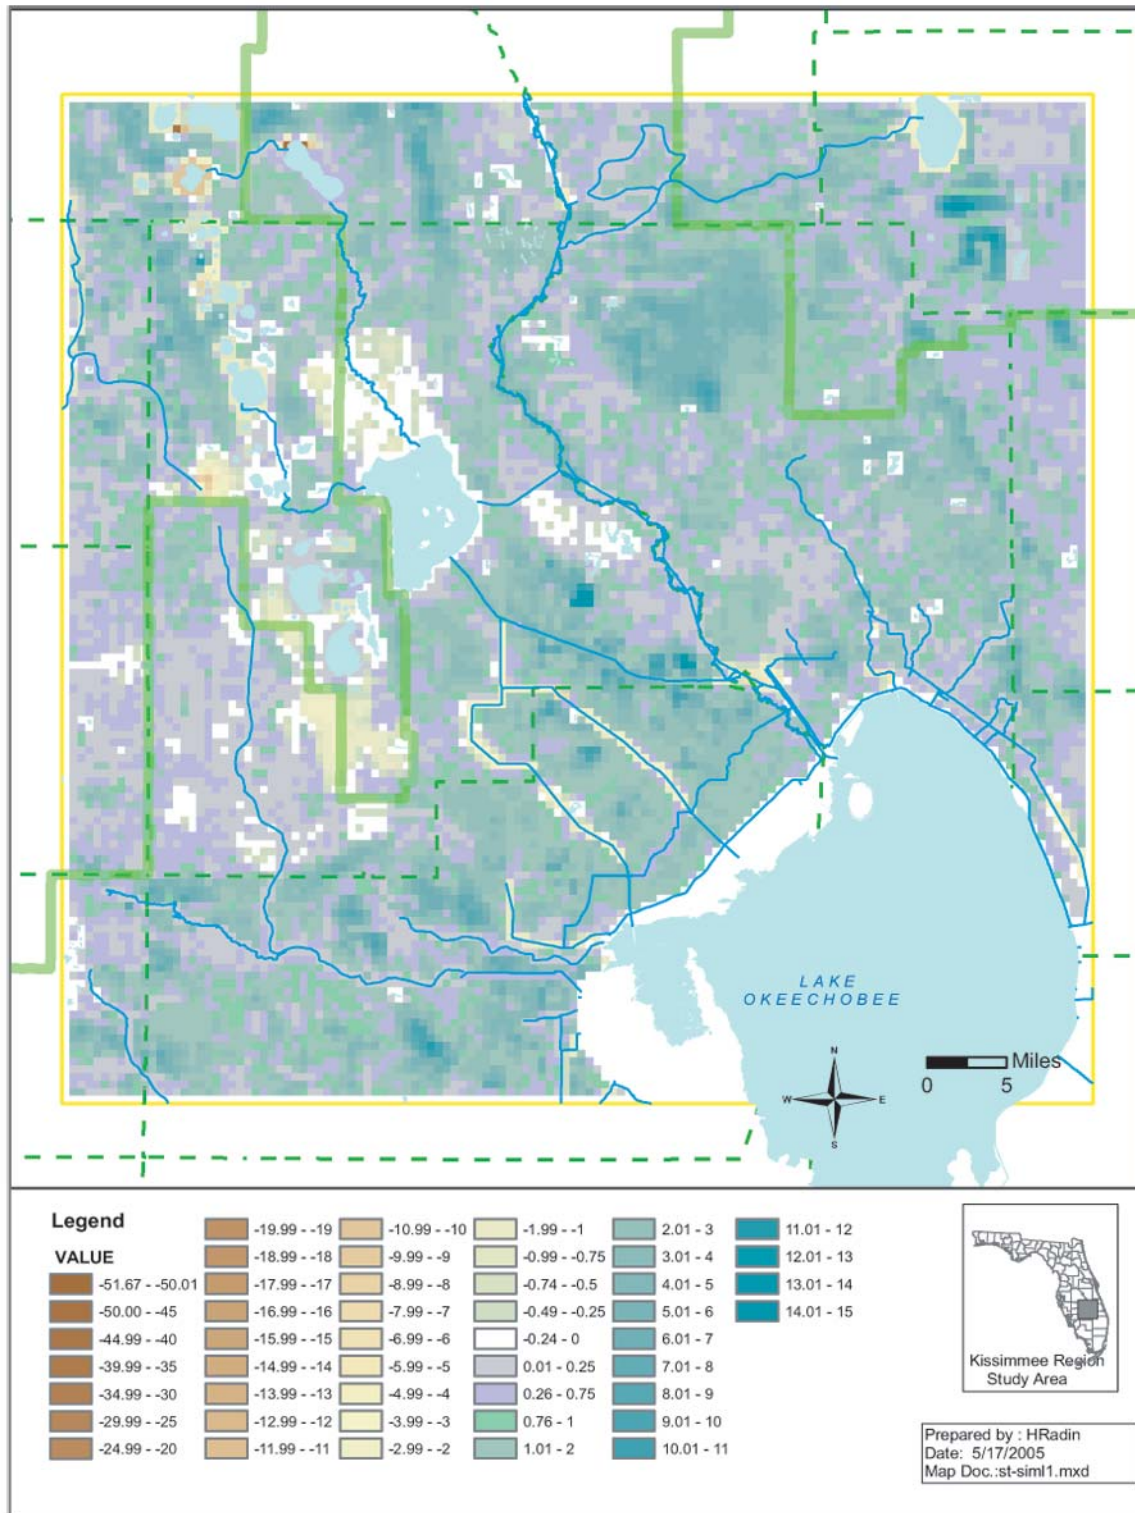 LAKE
OKEECHOBEE
N
W
E
S
Miles
0
5
Legend
VALUE
-51.67 - -50.01
-50.00 - -45
-44.99 - -40
-39.99 - -35
-34.99 - -30
-29.99 - -25
-24.99 - -20
-19.99 - -19
-18.99 - -18
-17.99 - -17
-16.99 - -16
-15.99 - -15
-14.99 - -14
-13.99 - -13
-12.99 - -12
-11.99 - -11
-10.99 - -10
-9.99 - -9
-8.99 - -8
-7.99 - -7
-6.99 - -6
-5.99 - -5
-4.99 - -4
-3.99 - -3
-2.99 - -2
-1.99 - -1
-0.99 - -0.75
-0.74 - -0.5
-0.49 - -0.25
-0.24 - 0
0.01 - 0.25
0.26 - 0.75
0.76 - 1
1.01 - 2
2.01 - 3
3.01 - 4
4.01 - 5
5.01 - 6
6.01 - 7
7.01 - 8
8.01 - 9
9.01 - 10
10.01 - 11
11.01 - 12
12.01 - 13
13.01 - 14
14.01 - 15
Kissimmee Region
Study Area
Prepared by : HRadin
Date: 5/17/2005
Map Doc.:st-siml1.mxd